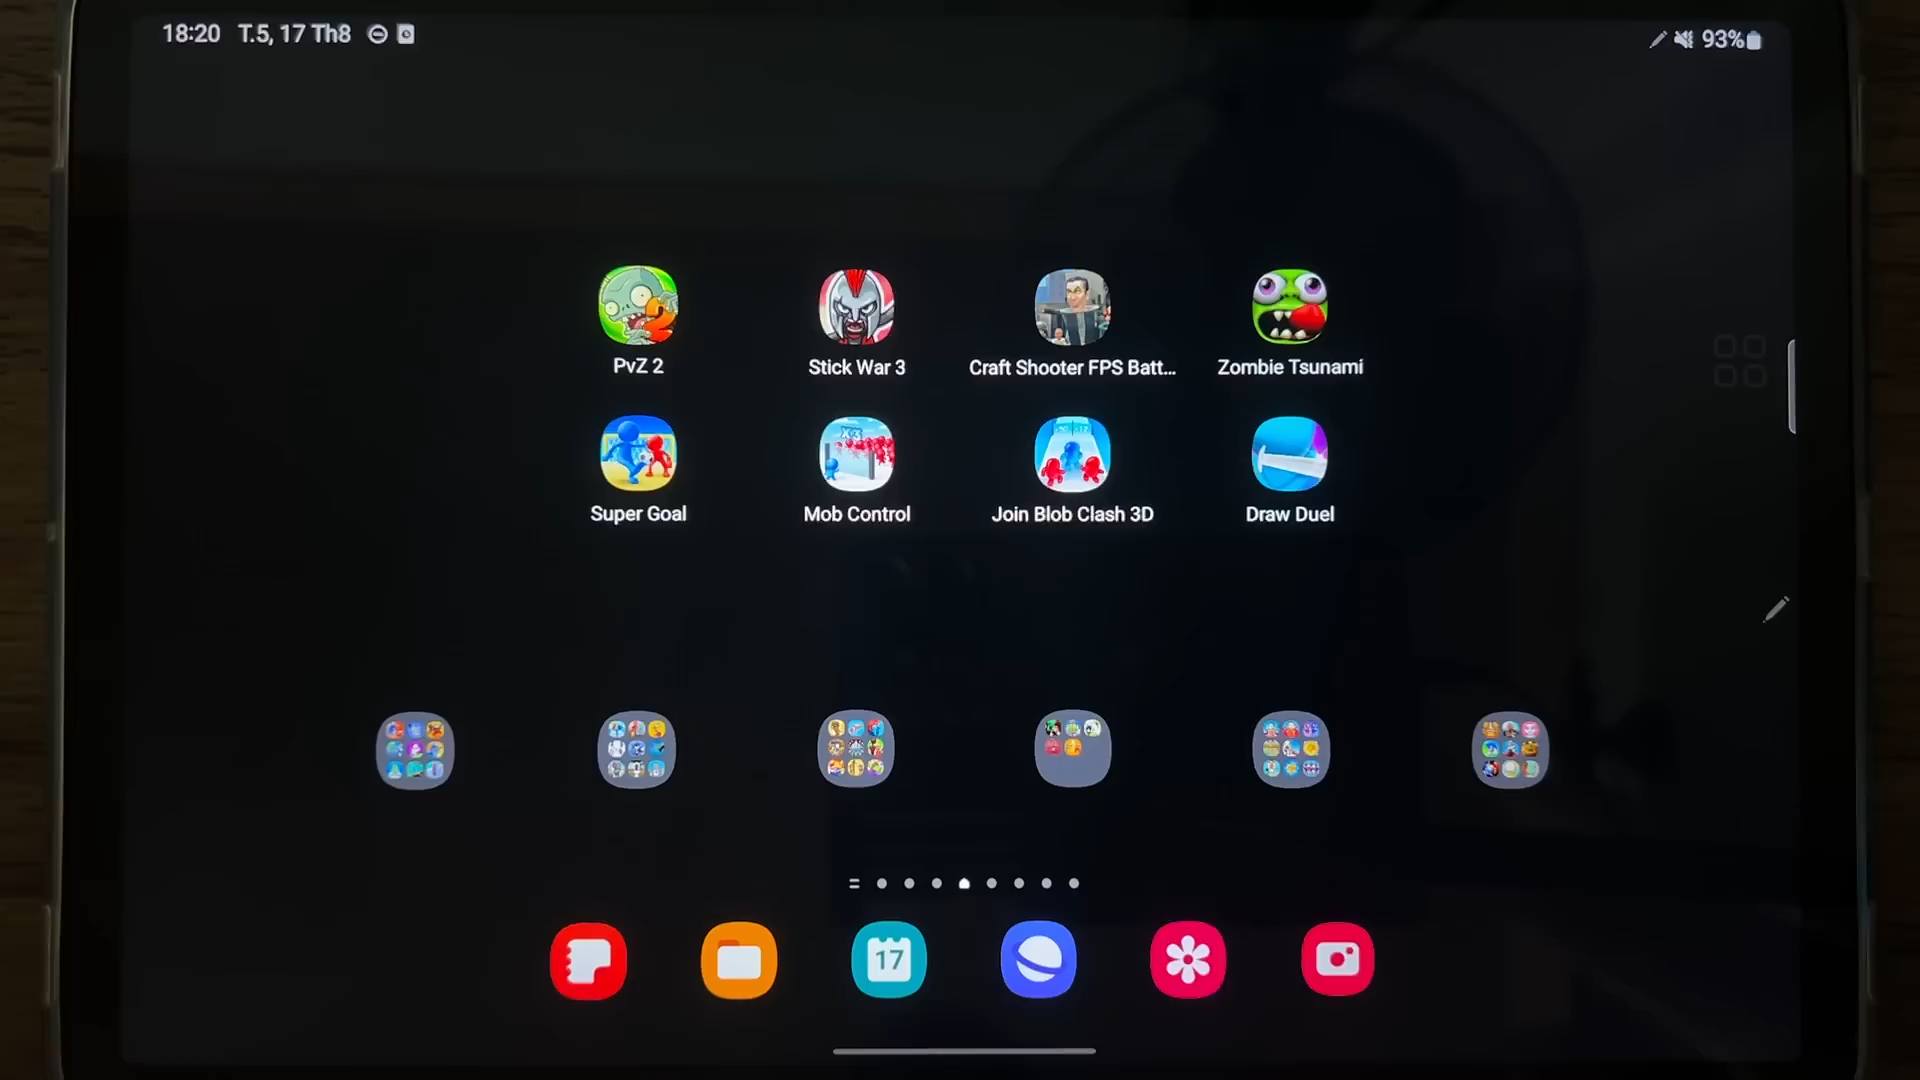 18:20 T.5, 17 Th8
93%
PvZ 2
Stick War 3
Craft Shooter FPS Batt...
Zombie Tsunami
Super Goal
Mob Control
Join Blob Clash 3D
Draw Duel
17